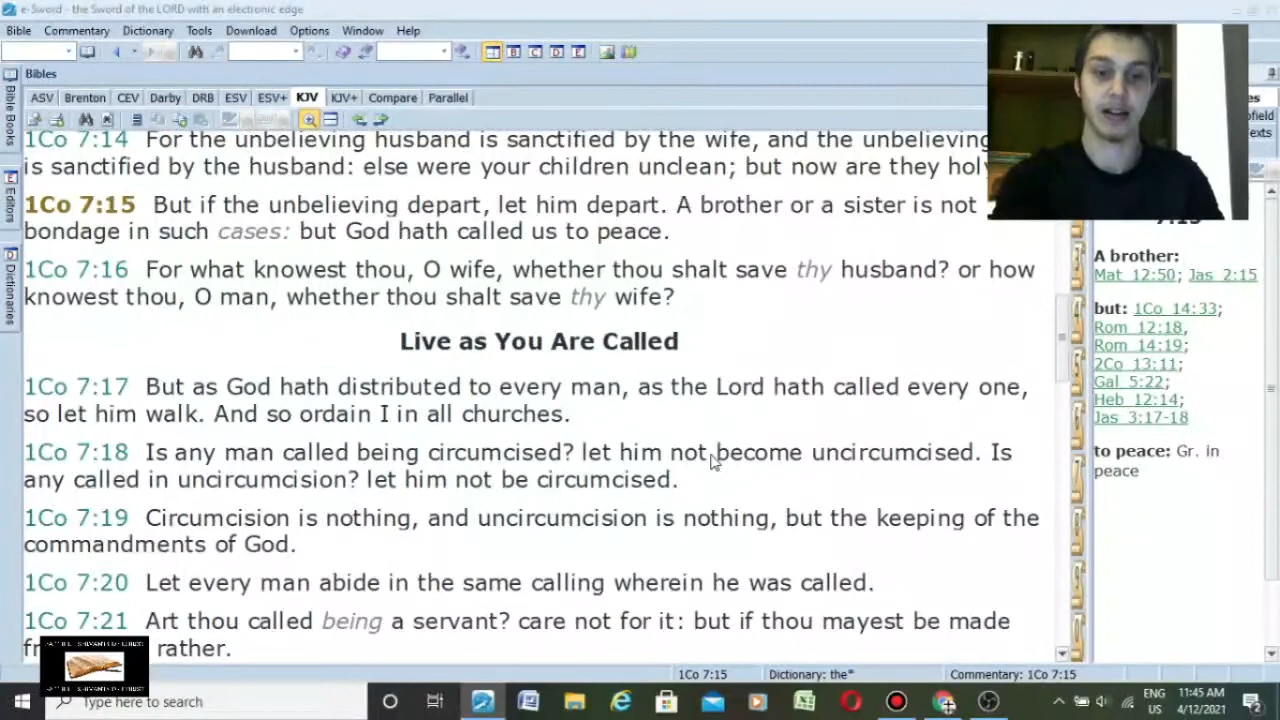 e-Sword - the Sword of the LORD with an electronic edge
Bible Commentary Dictionary Tools Download Options Window Help
Bibles
ASV Brenton CEV Darby DRB ESV ESV+ KJV KJV+ Compare Parallel
Bible Books
Editors
Dictionaries
1Co 7:14 For the unbelieving husband is sanctified by the wife, and the unbelieving
is sanctified by the husband: else were your children unclean; but now are they holy
1Co 7:15 But if the unbelieving depart, let him depart. A brother or a sister is not
bondage in such cases: but God hath called us to peace.
1Co 7:16 For what knowest thou, O wife, whether thou shalt save thy husband? or how
knowest thou, O man, whether thou shalt save thy wife?
Live as You Are Called
1Co 7:17 But as God hath distributed to every man, as the Lord hath called every one,
so let him walk. And so ordain I in all churches.
1Co 7:18 Is any man called being circumcised? let him not become uncircumcised. Is
any called in uncircumcision? let him not be circumcised.
1Co 7:19 Circumcision is nothing, and uncircumcision is nothing, but the keeping of the
commandments of God.
1Co 7:20 Let every man abide in the same calling wherein he was called.
1Co 7:21 Art thou called being a servant? care not for it: but if thou mayest be made
rather.
A brother:
Mat 12:50; Jas 2:15
but: 1Co 14:33;
Rom 12:18,
Rom 14:19;
2Co 13:11;
Gal 5:22;
Heb 12:14;
Jas 3:17-18
to peace: Gr. in
peace
1Co 7:15 Dictionary: the* Commentary: 1Co 7:15
Type here to search
ENG
US
11:45 AM
4/12/2021
2